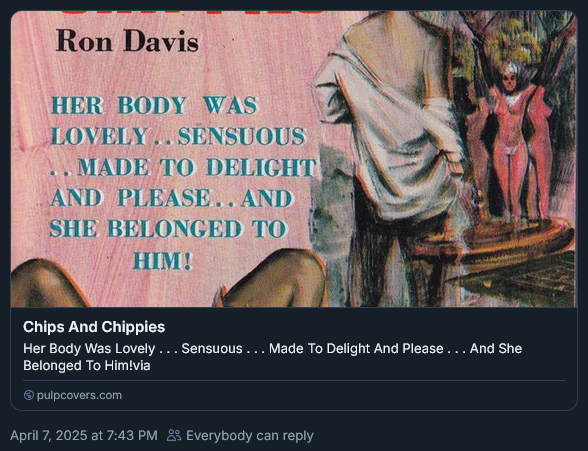 Ron Davis
HER BODY WAS
LOVELY..SENSUOUS
..MADE TO DELIGHT
AND PLEASE..AND
SHE BELONGED TO
HIM!
Chips And Chippies
Her Body Was Lovely . . . Sensuous . . . Made To Delight And Please . . . And She
Belonged To Him!via
pulpcovers.com
April 7, 2025 at 7:43 PM Everybody can reply